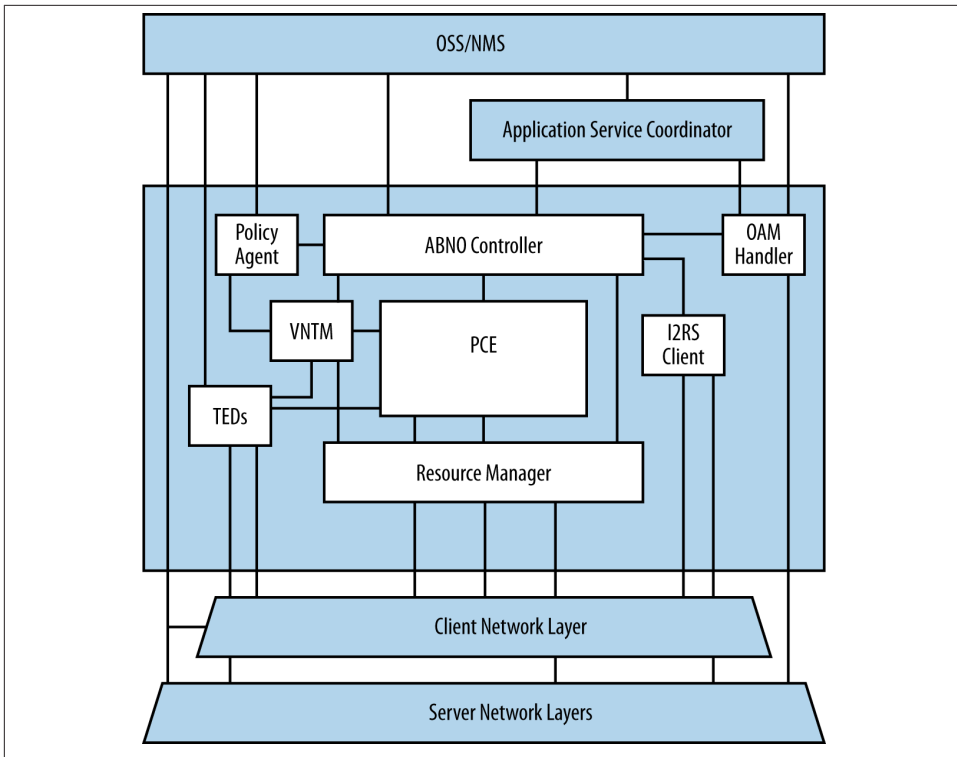 OSS/NMS
Application Service Coordinator
Policy
Agent
ABNO Controller
OAM
Handler
VNTM
PCE
I2RS
Client
TEDs
Resource Manager
Client Network Layer
Server Network Layers